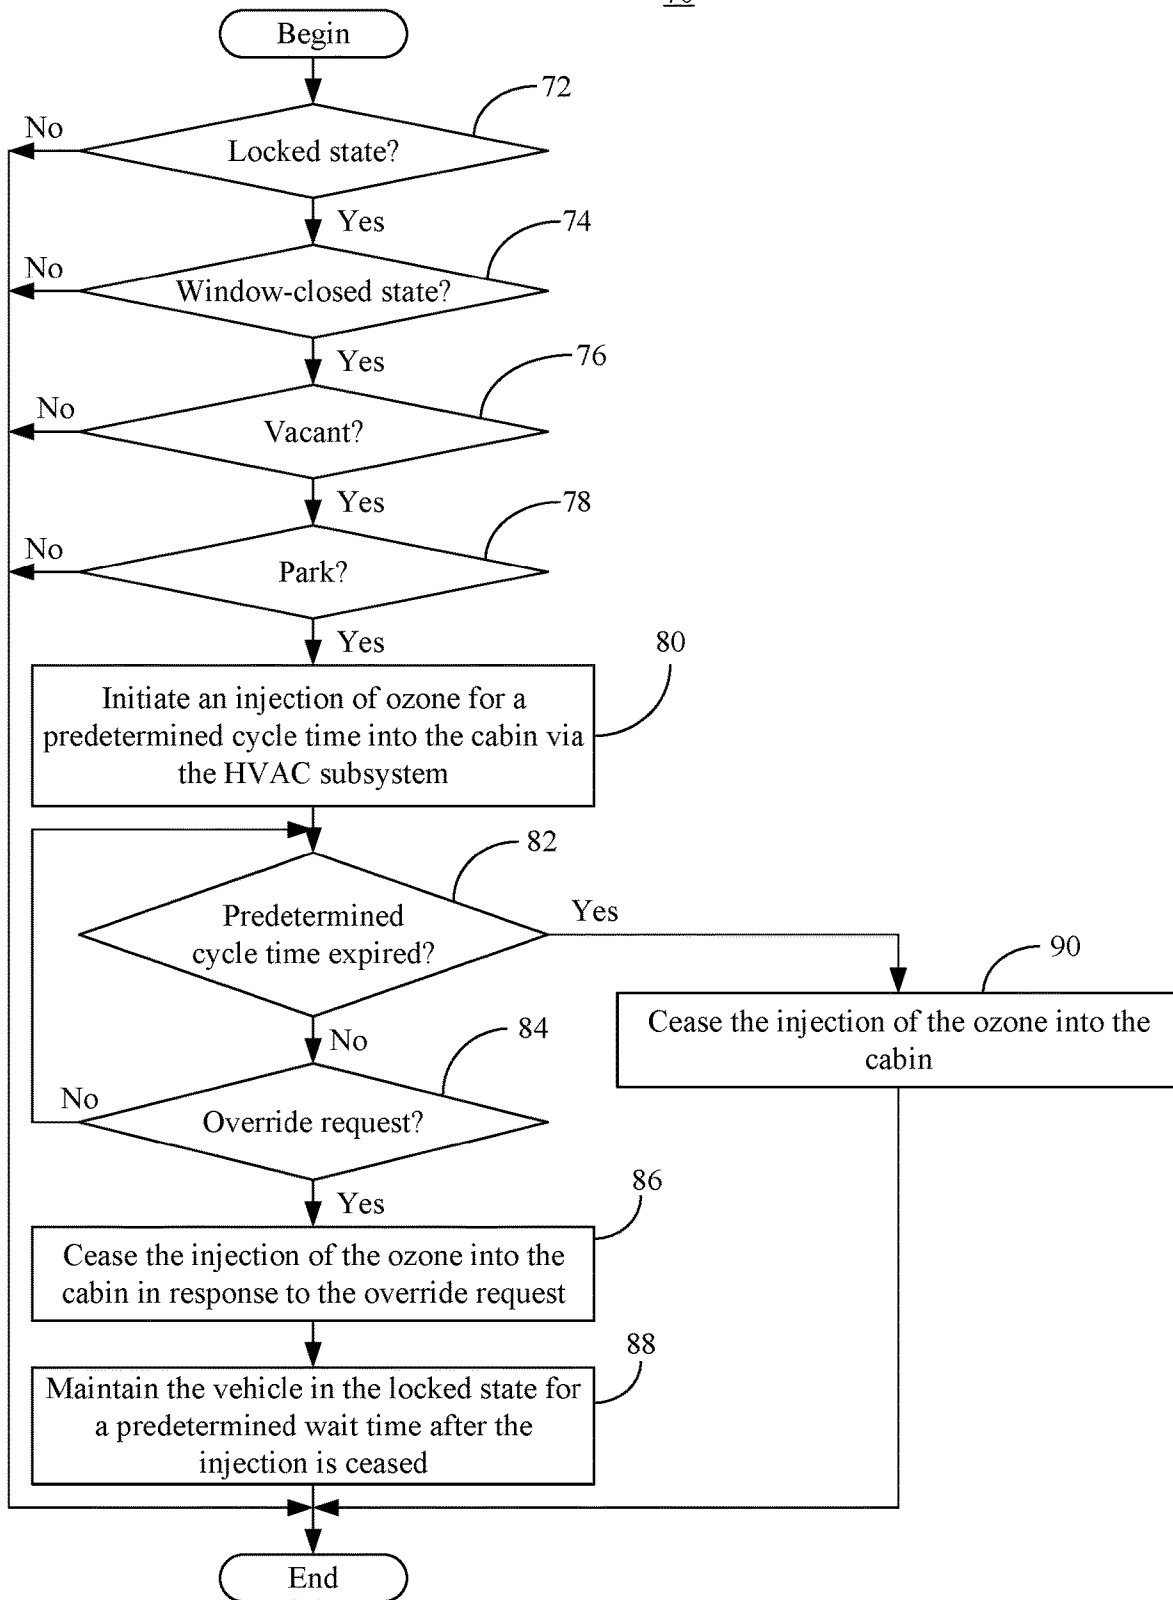 Begin
72
No
Locked state?
Yes
74
No
Window-closed state?
Yes
76
No
Vacant?
Yes
78
No
Park?
Yes
80
Initiate an injection of ozone for a
predetermined cycle time into the cabin via
the HVAC subsystem
82
Predetermined
cycle time expired?
Yes
90
Cease the injection of the ozone into the
cabin
No
84
No
Override request?
Yes
86
Cease the injection of the ozone into the
cabin in response to the override request
88
Maintain the vehicle in the locked state for
a predetermined wait time after the
injection is ceased
End